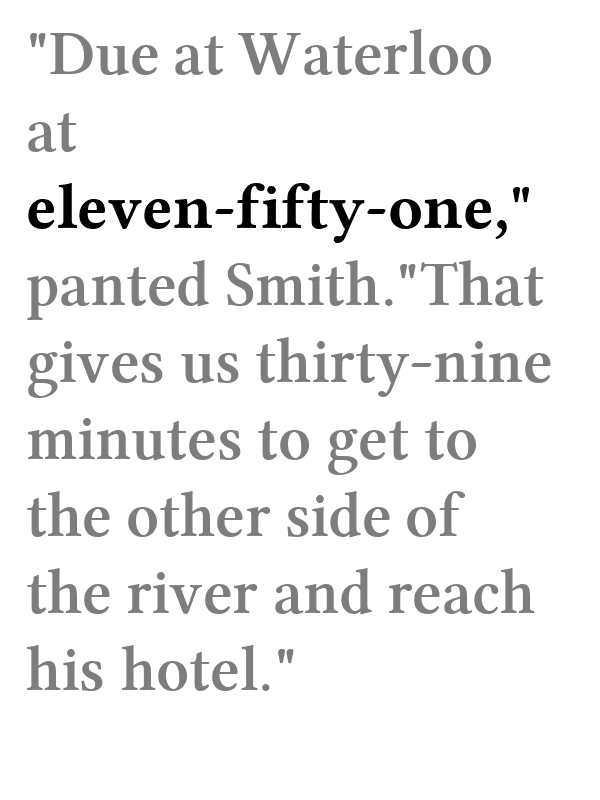 "Due at Waterloo
at
eleven-fifty-one,"
panted Smith."That
gives us thirty-nine
minutes to get to
the other side of
the river and reach
his hotel."